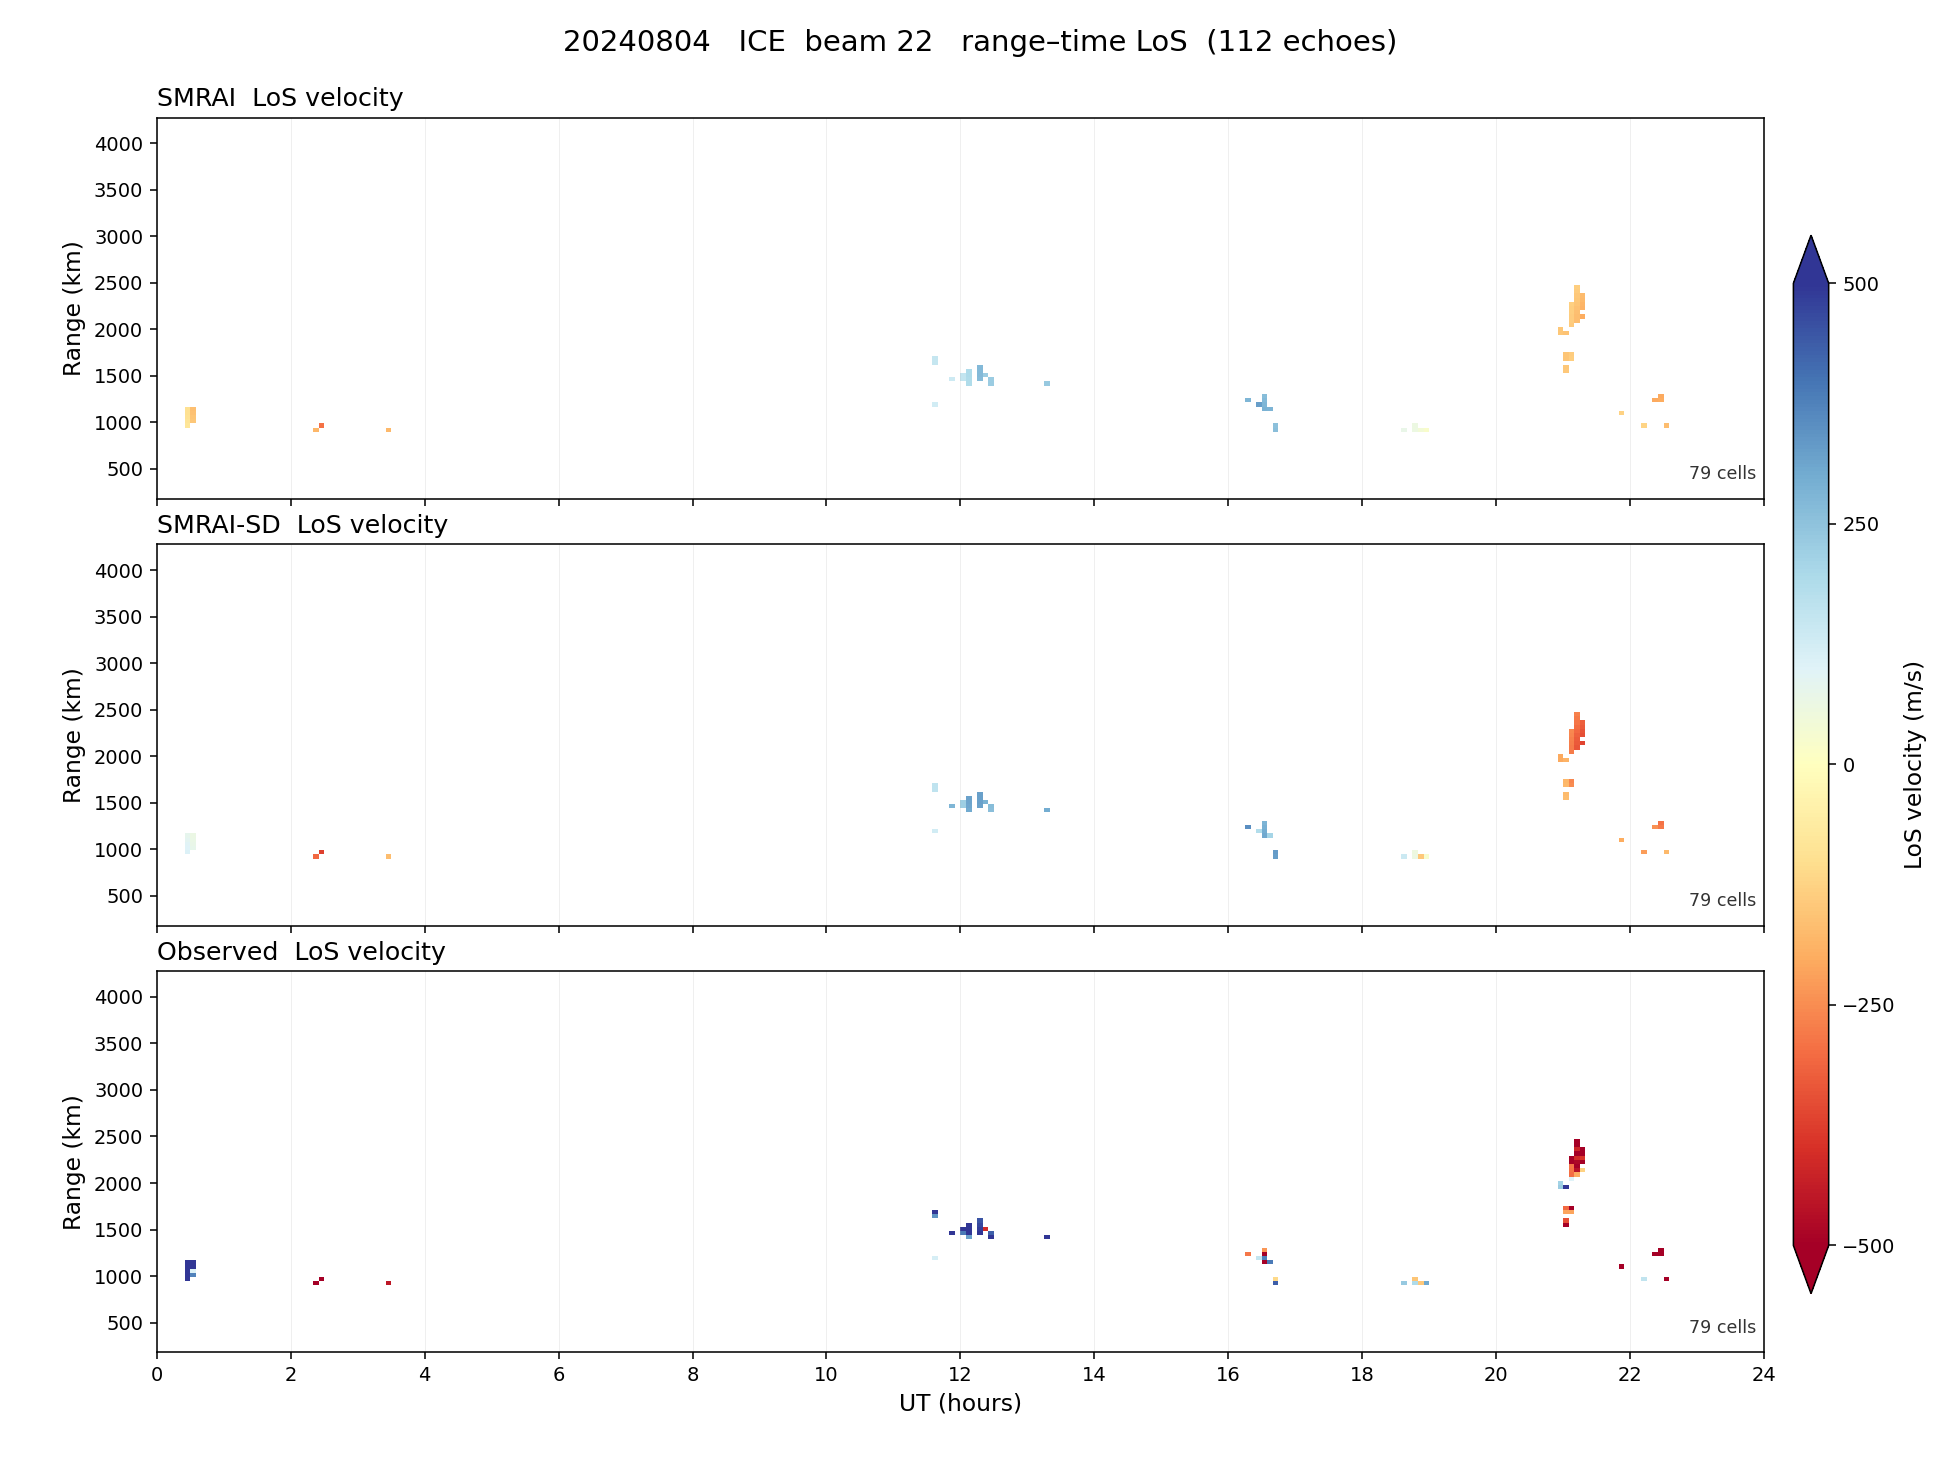 20240804   ICE  beam 22   range–time LoS  (112 echoes)
SMRAI  LoS velocity
4000
3500
3000
2500
2000
1500
1000
500
Range (km)
79 cells
SMRAI-SD  LoS velocity
4000
3500
3000
2500
2000
1500
1000
500
Range (km)
79 cells
Observed  LoS velocity
4000
3500
3000
2500
2000
1500
1000
500
Range (km)
79 cells
0 2 4 6 8 10 12 14 16 18 20 22 24
UT (hours)
500
250
0
−250
−500
LoS velocity (m/s)